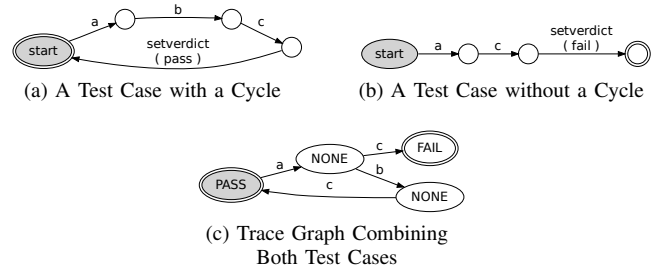 start
a
b
c
setverdict
( pass )
(a) A Test Case with a Cycle
start
a
c
setverdict
( fail )
(b) A Test Case without a Cycle
PASS
a
NONE
c
FAIL
b
c
NONE
(c) Trace Graph Combining
Both Test Cases